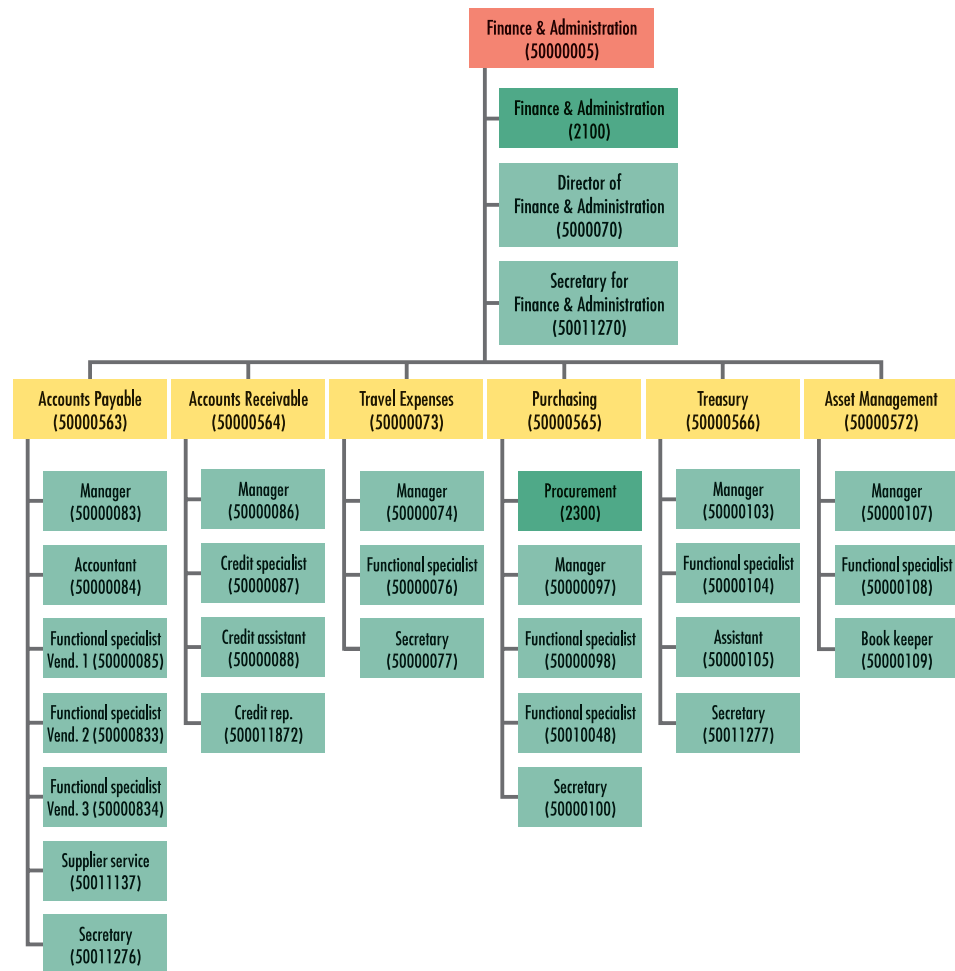 Finance & Administration
(50000005)
Finance & Administration
(2100)
Director of
Finance & Administration
(5000070)
Secretary for
Finance & Administration
(50011270)
Accounts Payable
(50000563)
Accounts Receivable
(50000564)
Travel Expenses
(50000073)
Purchasing
(50000565)
Treasury
(50000566)
Asset Management
(50000572)
Manager
(50000083)
Accountant
(50000084)
Functional specialist
Vend. 1 (50000085)
Functional specialist
Vend. 2 (50000833)
Functional specialist
Vend. 3 (50000834)
Supplier service
(50011137)
Secretary
(50011276)
Manager
(50000086)
Credit specialist
(50000087)
Credit assistant
(50000088)
Credit rep.
(500011872)
Manager
(50000074)
Functional specialist
(50000076)
Secretary
(50000077)
Procurement
(2300)
Manager
(50000097)
Functional specialist
(50000098)
Functional specialist
(50010048)
Secretary
(50000100)
Manager
(50000103)
Functional specialist
(50000104)
Assistant
(50000105)
Secretary
(50011277)
Manager
(50000107)
Functional specialist
(50000108)
Book keeper
(50000109)